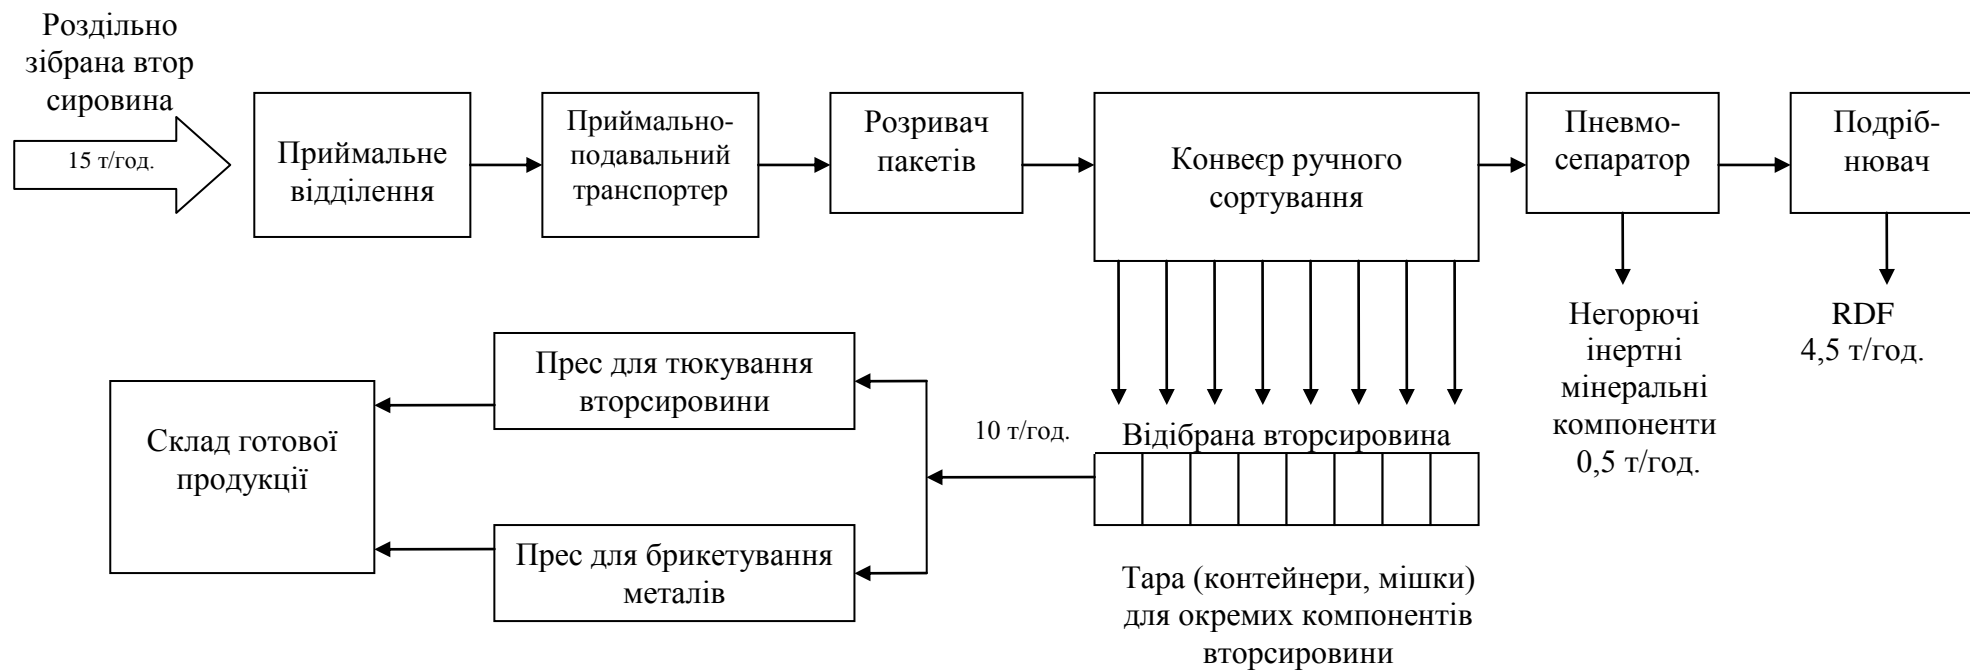 Роздільно
зібрана втор
сировина
15 т/год.
Приймальне
відділення
Приймально-
подавальний
транспортер
Розривач
пакетів
Конвеєр ручного
сортування
Пневмо-
сепаратор
Подріб-
нювач
Негорючі
інертні
мінеральні
компоненти
0,5 т/год.
RDF
4,5 т/год.
Відібрана вторсировина
10 т/год.
Прес для тюкування
вторсировини
Склад готової
продукції
Прес для брикетування
металів
Тара (контейнери, мішки)
для окремих компонентів
вторсировини